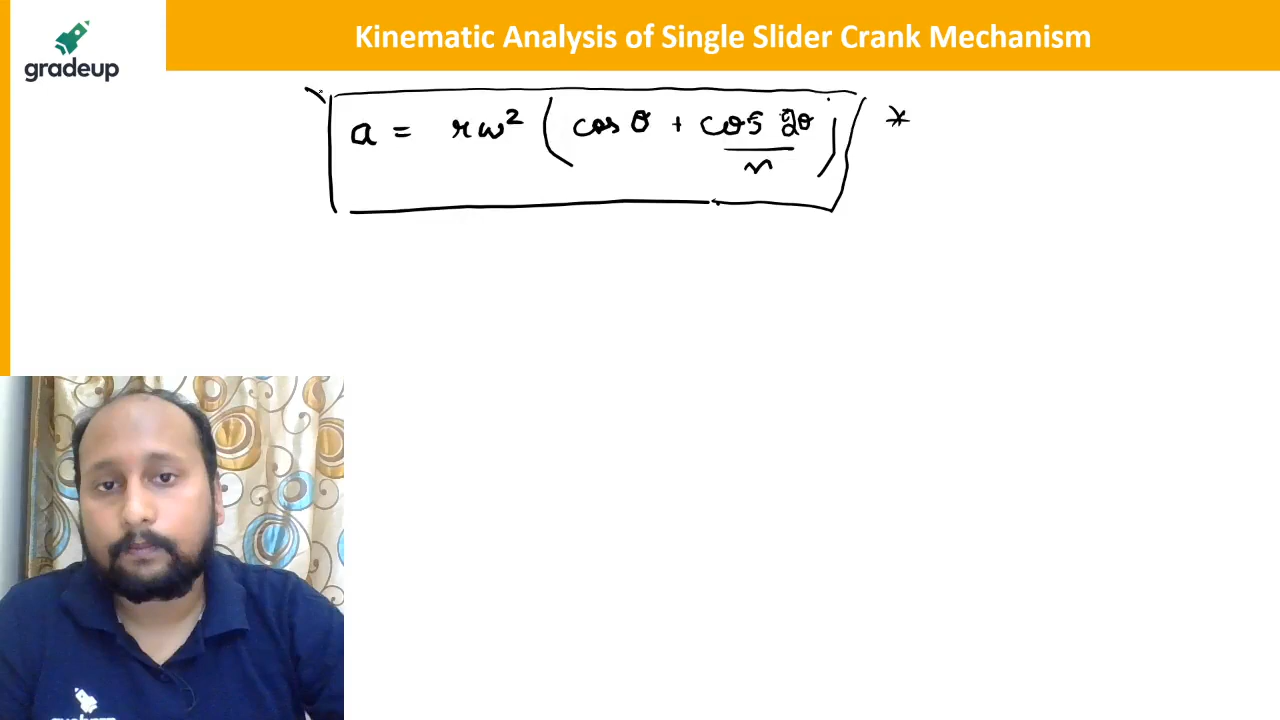 gradeup
Kinematic Analysis of Single Slider Crank Mechanism
a = rω² (cos θ + cos 2θ / n) *